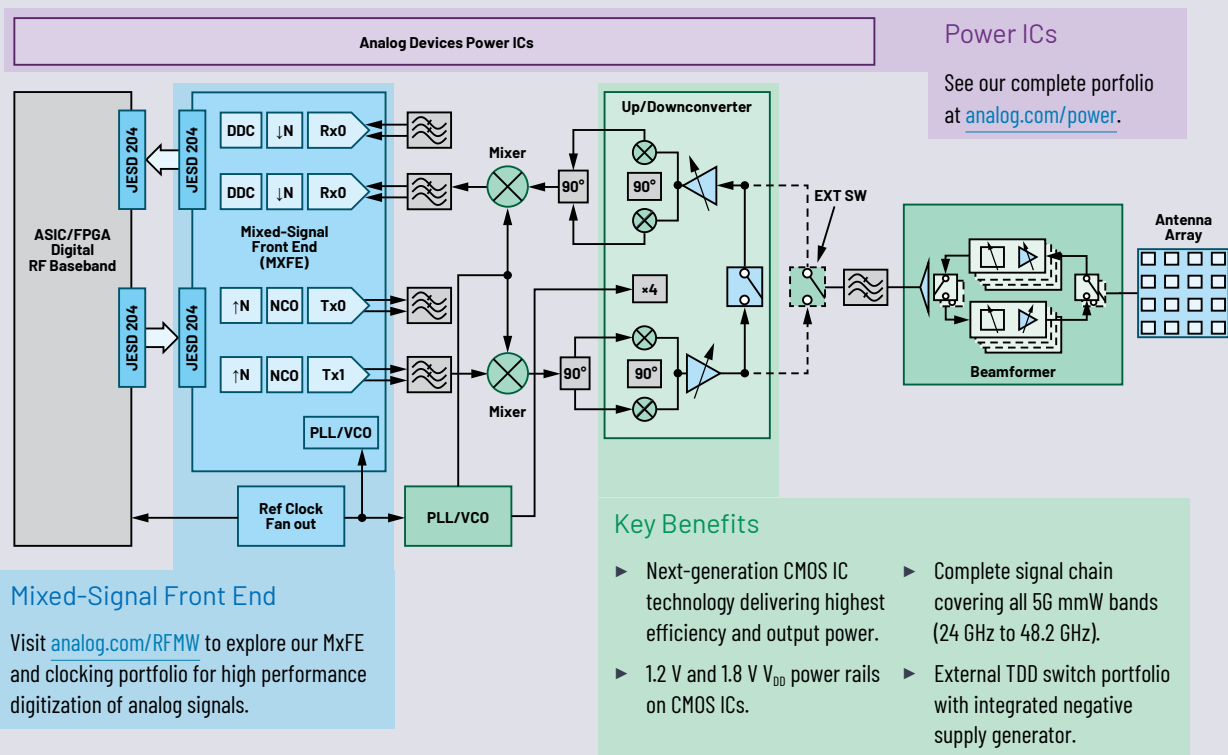 Analog Devices Power ICs
Power ICs
See our complete porfolio
at analog.com/power.
JESD 204
JESD 204
DDC
↓N
Rx0
Up/Downconverter
Mixer
90°
90°
DDC
↓N
Rx0
EXT SW
ASIC/FPGA
Digital
RF Baseband
Mixed-Signal
Front End
(MXFE)
Antenna
Array
JESD 204
JESD 204
↑N
NCO
Tx0
×4
↑N
NCO
Tx1
90°
90°
Beamformer
Mixer
PLL/VCO
Ref Clock
Fan out
PLL/VCO
Mixed-Signal Front End
Visit analog.com/RFMW to explore our MxFE
and clocking portfolio for high performance
digitization of analog signals.
Key Benefits
► Next-generation CMOS IC
technology delivering highest
efficiency and output power.
► 1.2 V and 1.8 V VDD power rails
on CMOS ICs.
► Complete signal chain
covering all 5G mmW bands
(24 GHz to 48.2 GHz).
► External TDD switch portfolio
with integrated negative
supply generator.